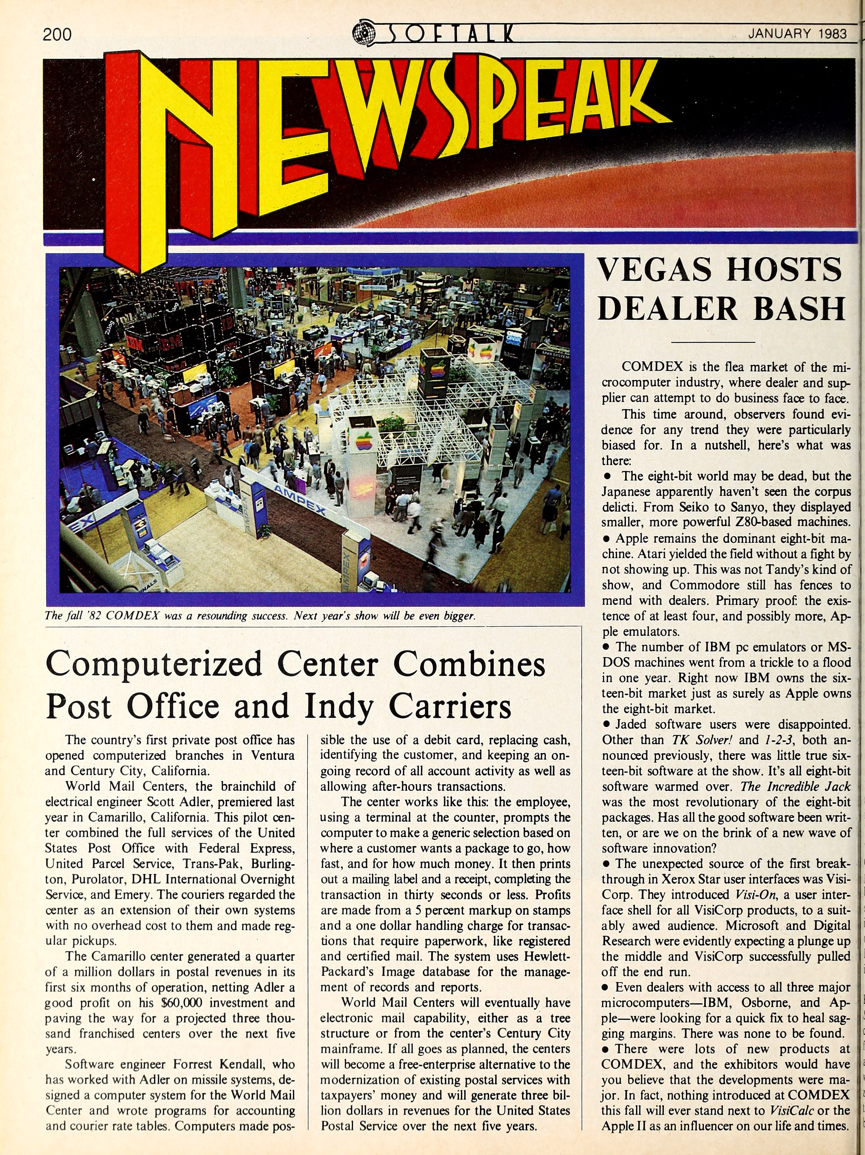 200
SOFTALK
JANUARY 1983
NEWSPEAK
IBM
AMPEX
EX
The fall '82 COMDEX was a resounding success. Next year's show will be even bigger.
Computerized Center Combines
Post Office and Indy Carriers
The country's first private post office has
opened computerized branches in Ventura
and Century City, California.
World Mail Centers, the brainchild of
electrical engineer Scott Adler, premiered last
year in Camarillo, California. This pilot cen-
ter combined the full services of the United
States Post Office with Federal Express,
United Parcel Service, Trans-Pak, Burling-
ton, Purolator, DHL International Overnight
Service, and Emery. The couriers regarded the
center as an extension of their own systems
with no overhead cost to them and made reg-
ular pickups.
The Camarillo center generated a quarter
of a million dollars in postal revenues in its
first six months of operation, netting Adler a
good profit on his $60,000 investment and
paving the way for a projected three thou-
sand franchised centers over the next five
years.
Software engineer Forrest Kendall, who
has worked with Adler on missile systems, de-
signed a computer system for the World Mail
Center and wrote programs for accounting
and courier rate tables. Computers made pos-
sible the use of a debit card, replacing cash,
identifying the customer, and keeping an on-
going record of all account activity as well as
allowing after-hours transactions.
The center works like this: the employee,
using a terminal at the counter, prompts the
computer to make a generic selection based on
where a customer wants a package to go, how
fast, and for how much money. It then prints
out a mailing label and a receipt, completing the
transaction in thirty seconds or less. Profits
are made from a 5 percent markup on stamps
and a one dollar handling charge for transac-
tions that require paperwork, like registered
and certified mail. The system uses Hewlett-
Packard's Image database for the manage-
ment of records and reports.
World Mail Centers will eventually have
electronic mail capability, either as a tree
structure or from the center's Century City
mainframe. If all goes as planned, the centers
will become a free-enterprise alternative to the
modernization of existing postal services with
taxpayers' money and will generate three bil-
lion dollars in revenues for the United States
Postal Service over the next five years.
VEGAS HOSTS
DEALER BASH
COMDEX is the flea market of the mi-
crocomputer industry, where dealer and sup-
plier can attempt to do business face to face.
This time around, observers found evi-
dence for any trend they were particularly
biased for. In a nutshell, here's what was
there:
• The eight-bit world may be dead, but the
Japanese apparently haven't seen the corpus
delicti. From Seiko to Sanyo, they displayed
smaller, more powerful Z80-based machines.
• Apple remains the dominant eight-bit ma-
chine. Atari yielded the field without a fight by
not showing up. This was not Tandy's kind of
show, and Commodore still has fences to
mend with dealers. Primary proof: the exis-
tence of at least four, and possibly more, Ap-
ple emulators.
• The number of IBM pc emulators or MS-
DOS machines went from a trickle to a flood
in one year. Right now IBM owns the six-
teen-bit market just as surely as Apple owns
the eight-bit market.
• Jaded software users were disappointed.
Other than TK Solver! and 1-2-3, both an-
nounced previously, there was little true six-
teen-bit software at the show. It's all eight-bit
software warmed over. The Incredible Jack
was the most revolutionary of the eight-bit
packages. Has all the good software been writ-
ten, or are we on the brink of a new wave of
software innovation?
• The unexpected source of the first break-
through in Xerox Star user interfaces was Visi-
Corp. They introduced Visi-On, a user inter-
face shell for all VisiCorp products, to a suit-
ably awed audience. Microsoft and Digital
Research were evidently expecting a plunge up
the middle and VisiCorp successfully pulled
off the end run.
• Even dealers with access to all three major
microcomputers—IBM, Osborne, and Ap-
ple—were looking for a quick fix to heal sag-
ging margins. There was none to be found.
• There were lots of new products at
COMDEX, and the exhibitors would have
you believe that the developments were ma-
jor. In fact, nothing introduced at COMDEX
this fall will ever stand next to VisiCalc or the
Apple II as an influencer on our life and times.